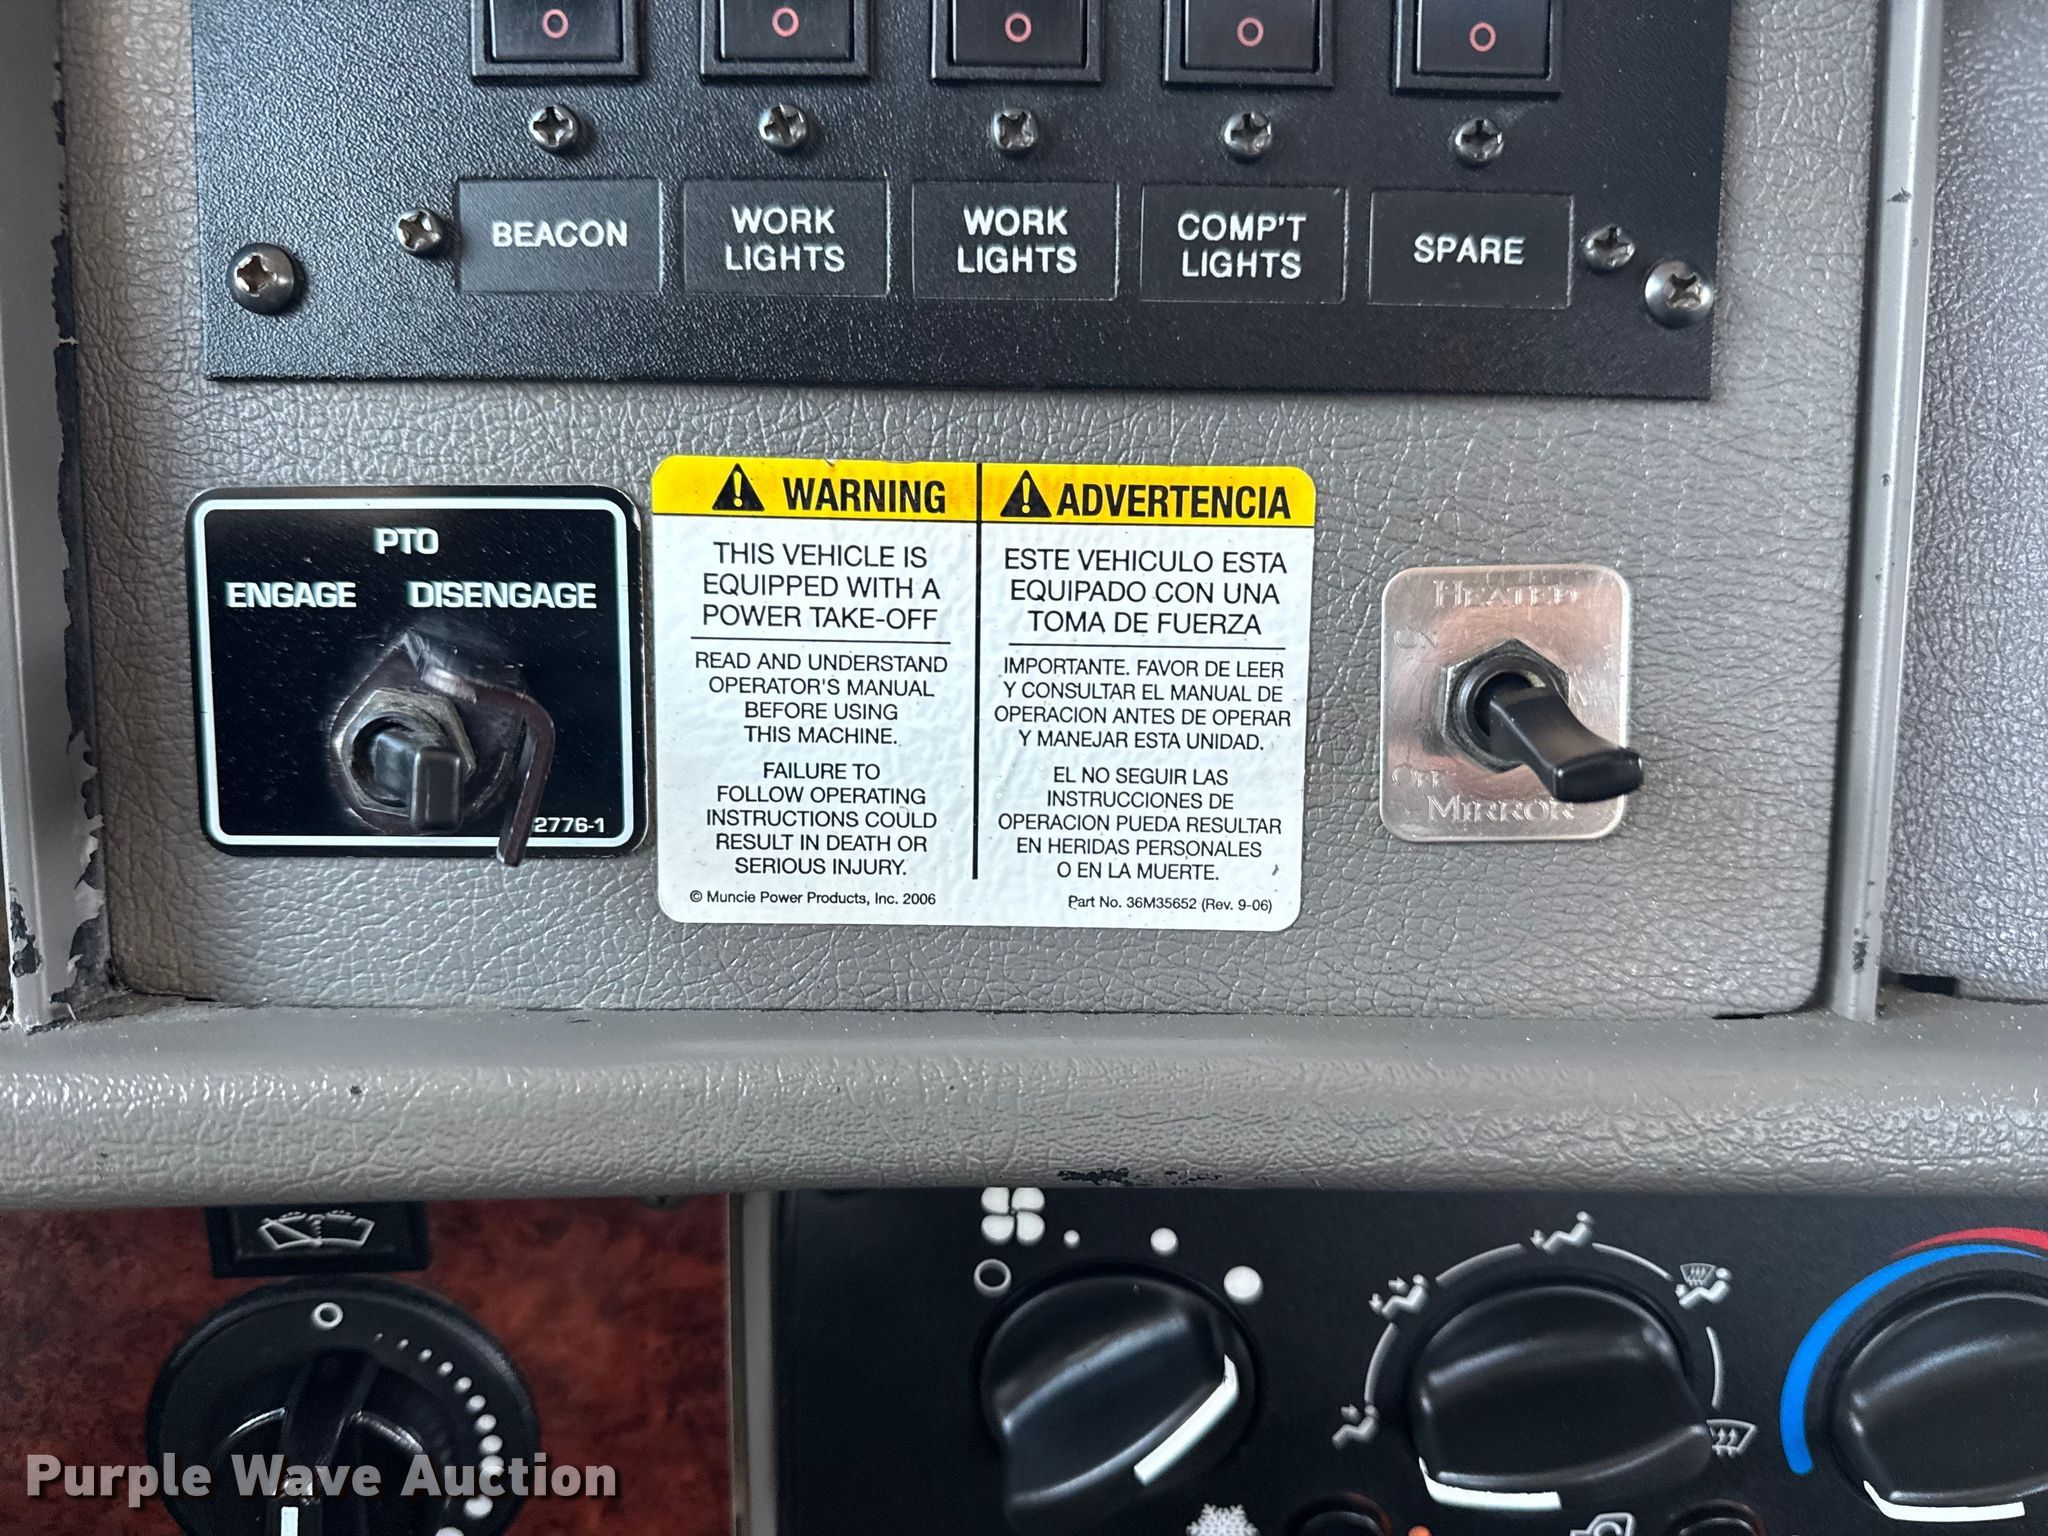 BEACON
WORK
LIGHTS
WORK
LIGHTS
COMP'T
LIGHTS
SPARE
PTO
ENGAGE DISENGAGE
2776-1
WARNING
THIS VEHICLE IS
EQUIPPED WITH A
POWER TAKE-OFF
READ AND UNDERSTAND
OPERATOR'S MANUAL
BEFORE USING
THIS MACHINE.
FAILURE TO
FOLLOW OPERATING
INSTRUCTIONS COULD
RESULT IN DEATH OR
SERIOUS INJURY.
© Muncie Power Products, Inc. 2006
ADVERTENCIA
ESTE VEHICULO ESTA
EQUIPADO CON UNA
TOMA DE FUERZA
IMPORTANTE. FAVOR DE LEER
Y CONSULTAR EL MANUAL DE
OPERACION ANTES DE OPERAR
Y MANEJAR ESTA UNIDAD.
EL NO SEGUIR LAS
INSTRUCCIONES DE
OPERACION PUEDA RESULTAR
EN HERIDAS PERSONALES
O EN LA MUERTE.
Part No. 36M35652 (Rev. 9-06)
HEATED
ON
OFF
MIRROR
Purple Wave Auction